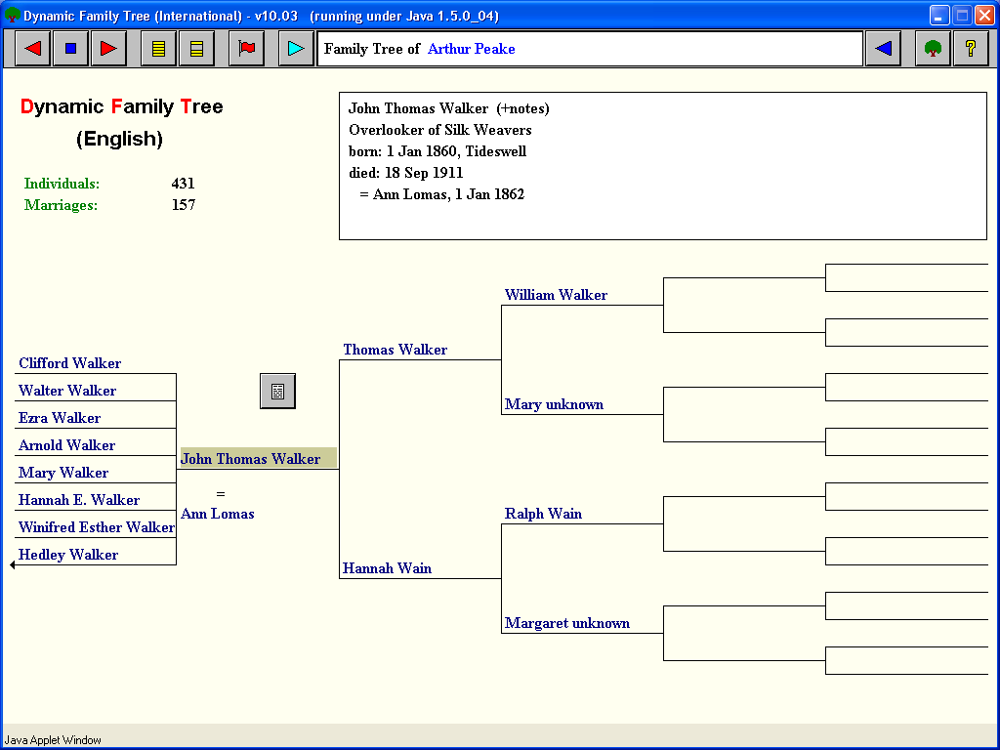 Dynamic Family Tree (International) - v10.03 (running under Java 1.5.0_04)
Family Tree of Arthur Peake
?
Dynamic Family Tree
(English)
Individuals: 431
Marriages: 157
John Thomas Walker (+notes)
Overlooker of Silk Weavers
born: 1 Jan 1860, Tideswell
died: 18 Sep 1911
= Ann Lomas, 1 Jan 1862
Clifford Walker
Walter Walker
Ezra Walker
Arnold Walker
Mary Walker
Hannah E. Walker
Winifred Esther Walker
Hedley Walker
John Thomas Walker
=
Ann Lomas
Thomas Walker
Hannah Wain
William Walker
Mary unknown
Ralph Wain
Margaret unknown
Java Applet Window